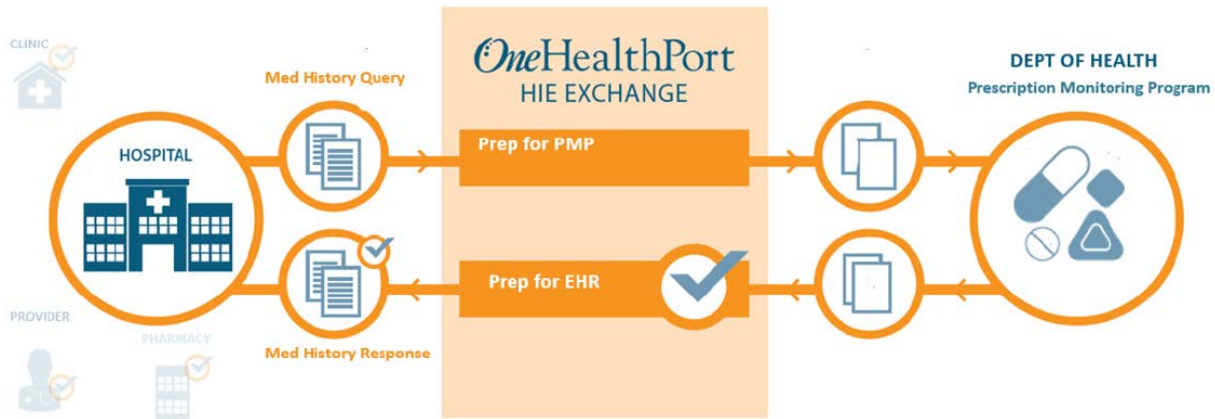 CLINIC
HOSPITAL
Med History Query
OneHealthPort
HIE EXCHANGE
Prep for PMP
DEPT OF HEALTH
Prescription Monitoring Program
Prep for EHR
Med History Response
PROVIDER
PHARMACY